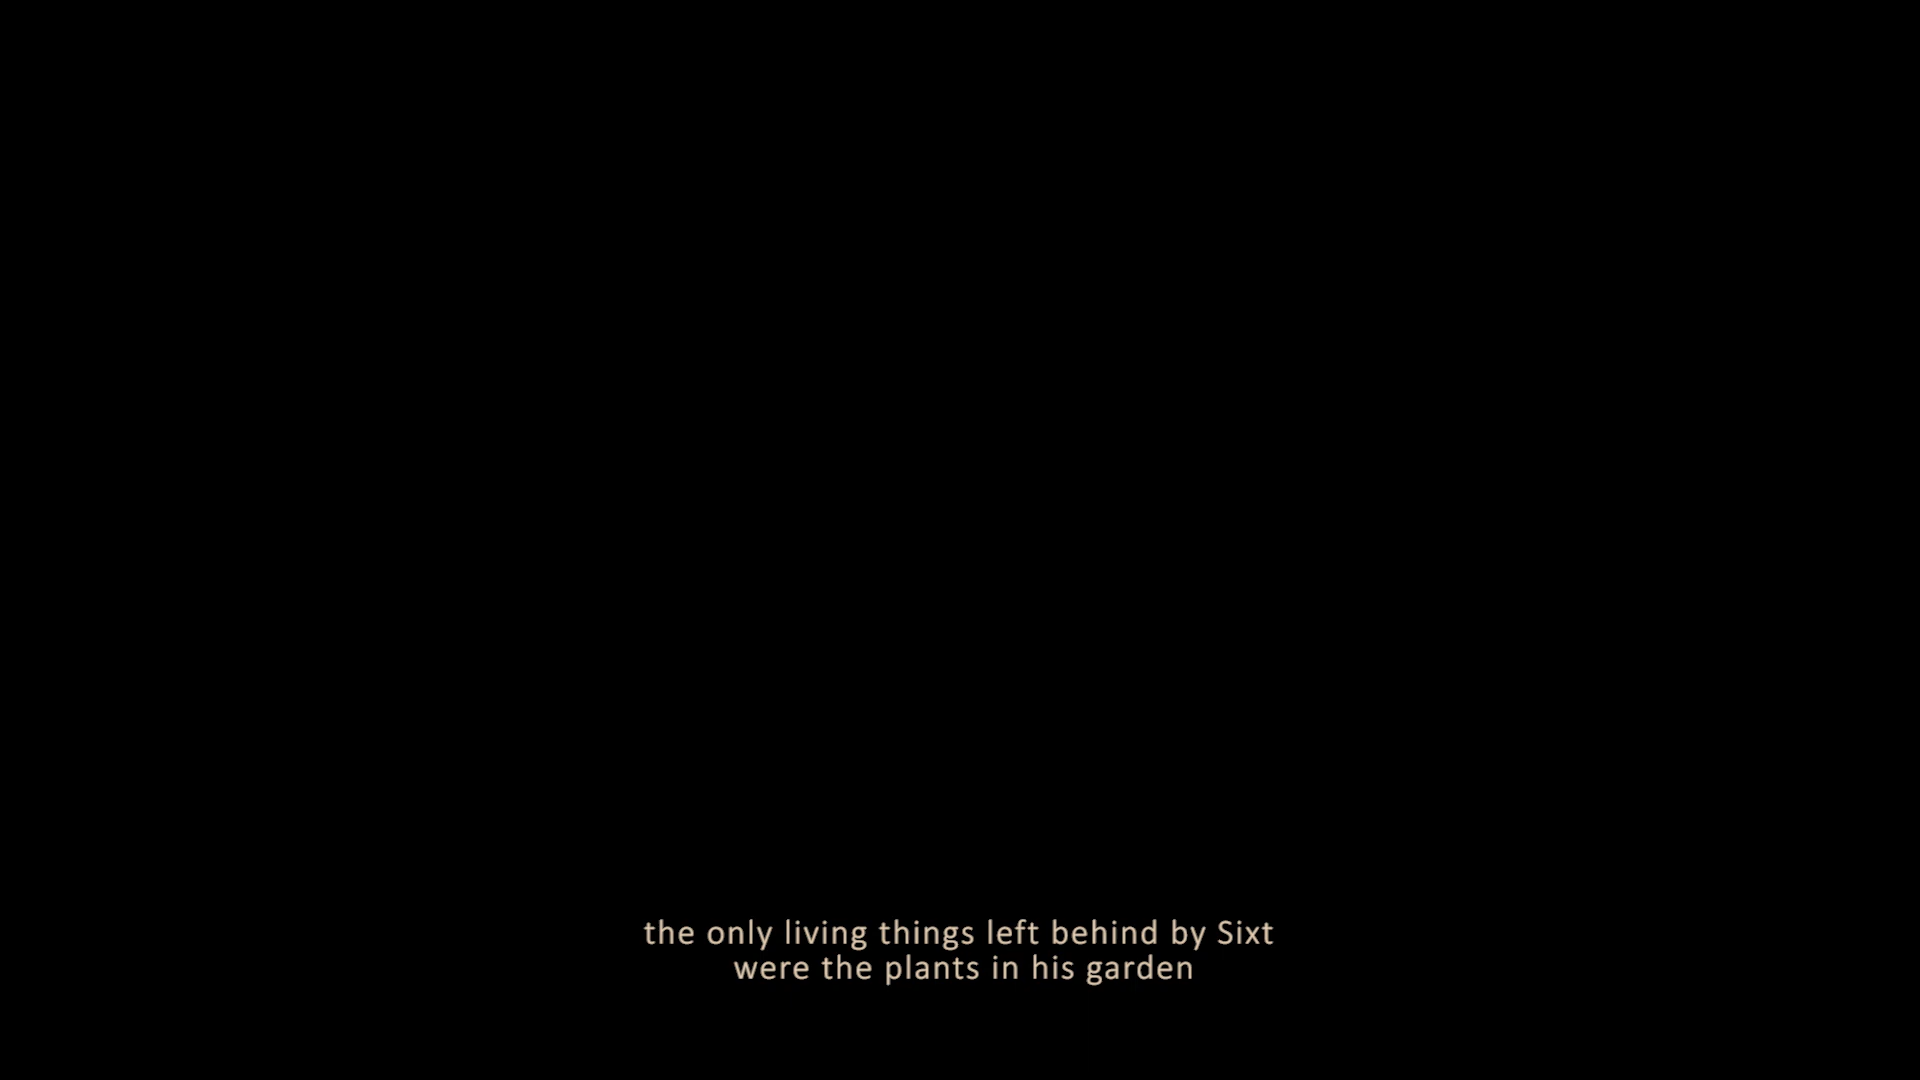 the only living things left behind by Sixt
were the plants in his garden